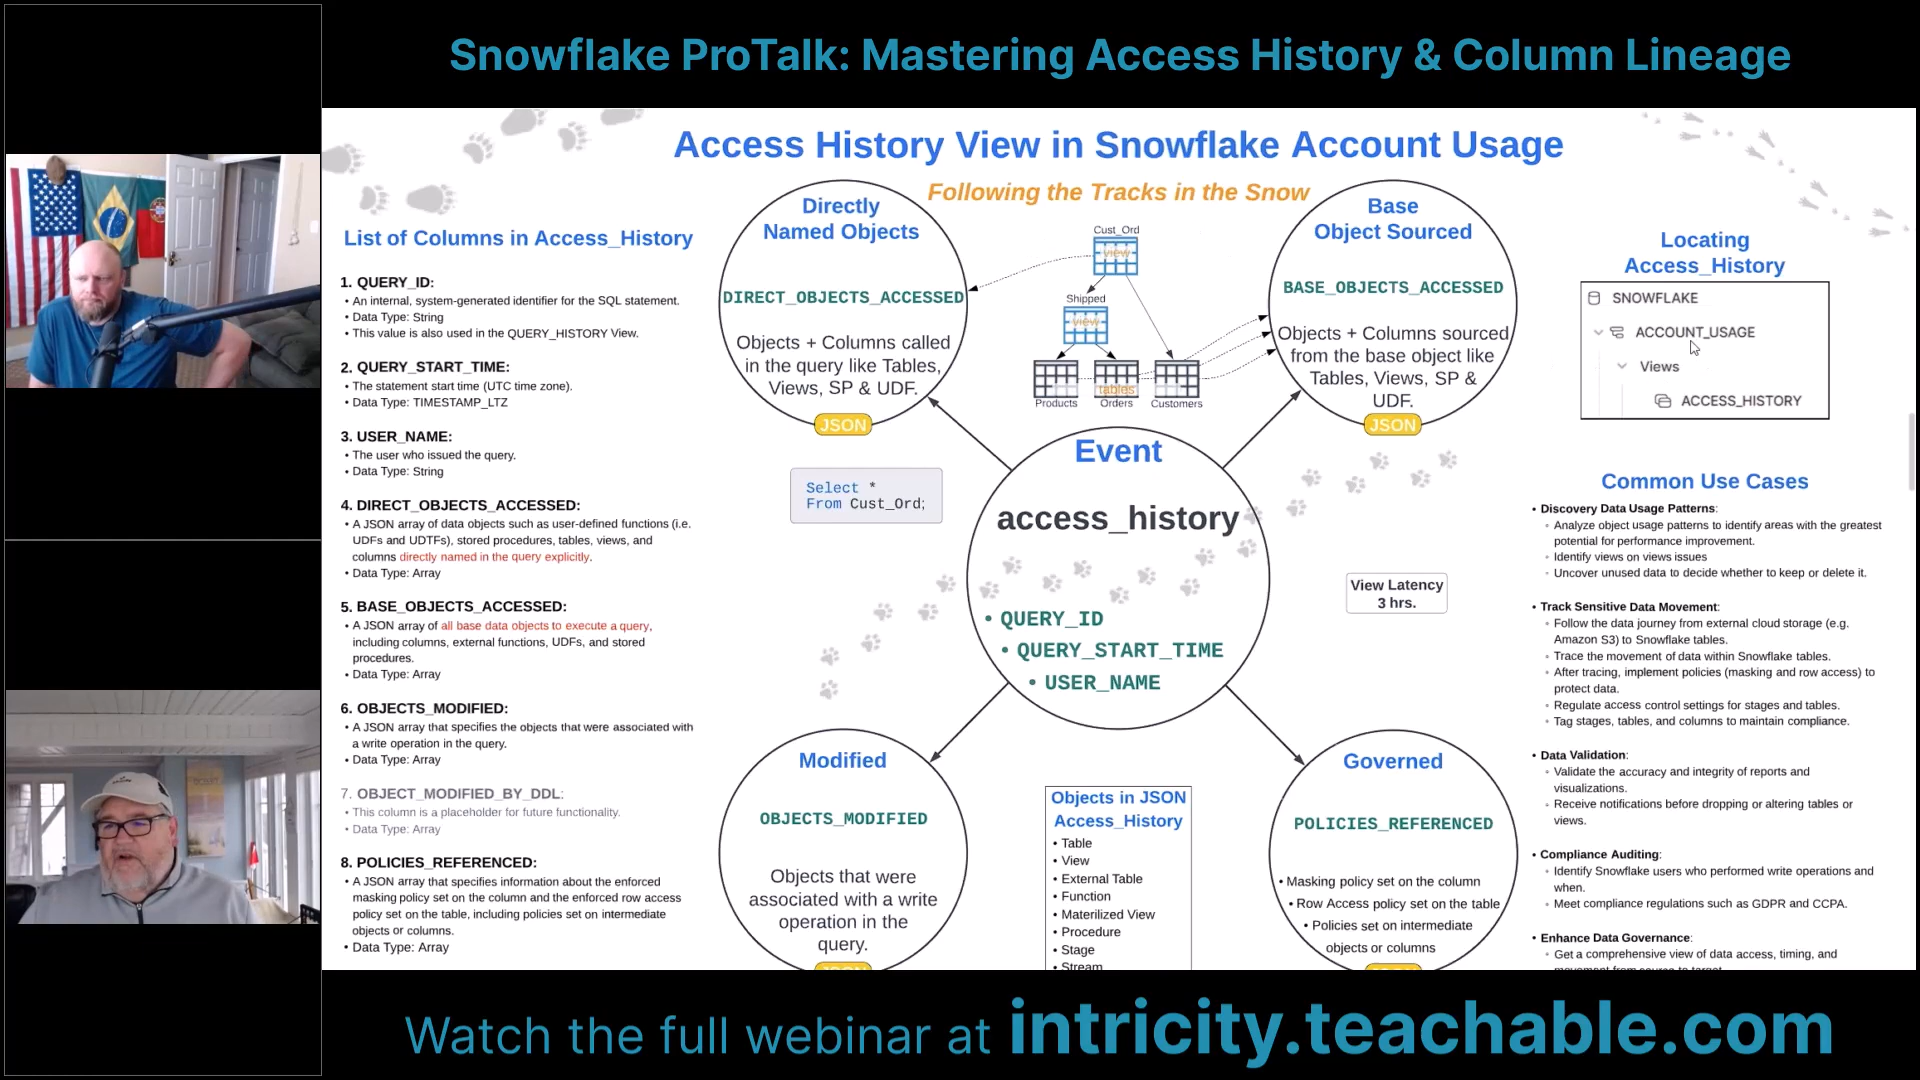 Snowflake ProTalk: Mastering Access History & Column Lineage
Access History View in Snowflake Account Usage
Following the Tracks in the Snow
List of Columns in Access_History
1. QUERY_ID:
• An internal, system-generated identifier for the SQL statement.
• Data Type: String
• This value is also used in the QUERY_HISTORY View.
2. QUERY_START_TIME:
• The statement start time (UTC time zone).
• Data Type: TIMESTAMP_LTZ
3. USER_NAME:
• The user who issued the query.
• Data Type: String
4. DIRECT_OBJECTS_ACCESSED:
• A JSON array of data objects such as user-defined functions (i.e.
UDFs and UDTFs), stored procedures, tables, views, and
columns directly named in the query explicitly.
• Data Type: Array
5. BASE_OBJECTS_ACCESSED:
• A JSON array of all base data objects to execute a query,
including columns, external functions, UDFs, and stored
procedures.
• Data Type: Array
6. OBJECTS_MODIFIED:
• A JSON array that specifies the objects that were associated with
a write operation in the query.
• Data Type: Array
7. OBJECT_MODIFIED_BY_DDL:
• This column is a placeholder for future functionality.
• Data Type: Array
8. POLICIES_REFERENCED:
• A JSON array that specifies information about the enforced
masking policy set on the column and the enforced row access
policy set on the table, including policies set on intermediate
objects or columns.
• Data Type: Array
Directly
Named Objects
DIRECT_OBJECTS_ACCESSED
Objects + Columns called
in the query like Tables,
Views, SP & UDF.
JSON
Select *
From Cust_Ord;
Cust_Ord
view
Shipped
view
tables
Products
Orders
Customers
Base
Object Sourced
BASE_OBJECTS_ACCESSED
Objects + Columns sourced
from the base object like
Tables, Views, SP &
UDF.
JSON
Event
access_history
• QUERY_ID
• QUERY_START_TIME
• USER_NAME
View Latency
3 hrs.
Modified
OBJECTS_MODIFIED
Objects that were
associated with a write
operation in the
query.
JSON
Objects in JSON
Access_History
• Table
• View
• External Table
• Function
• Materilized View
• Procedure
• Stage
• Stream
Governed
POLICIES_REFERENCED
• Masking policy set on the column
• Row Access policy set on the table
• Policies set on intermediate
objects or columns
JSON
Locating
Access_History
SNOWFLAKE
ACCOUNT_USAGE
Views
ACCESS_HISTORY
Common Use Cases
• Discovery Data Usage Patterns:
◦ Analyze object usage patterns to identify areas with the greatest
potential for performance improvement.
◦ Identify views on views issues
◦ Uncover unused data to decide whether to keep or delete it.
• Track Sensitive Data Movement:
◦ Follow the data journey from external cloud storage (e.g.
Amazon S3) to Snowflake tables.
◦ Trace the movement of data within Snowflake tables.
◦ After tracing, implement policies (masking and row access) to
protect data.
◦ Regulate access control settings for stages and tables.
◦ Tag stages, tables, and columns to maintain compliance.
• Data Validation:
◦ Validate the accuracy and integrity of reports and
visualizations.
◦ Receive notifications before dropping or altering tables or
views.
• Compliance Auditing:
◦ Identify Snowflake users who performed write operations and
when.
◦ Meet compliance regulations such as GDPR and CCPA.
• Enhance Data Governance:
◦ Get a comprehensive view of data access, timing, and
movement from source to target
Watch the full webinar at intricity.teachable.com